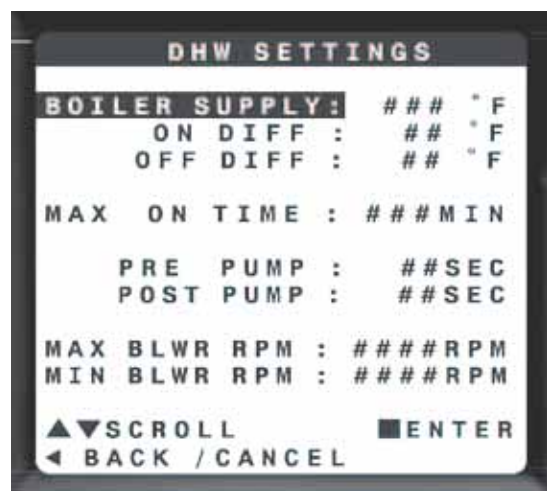 DHW SETTINGS
BOILER SUPPLY: ### °F
ON DIFF : ## °F
OFF DIFF : ## °F
MAX ON TIME : ###MIN
PRE PUMP : ##SEC
POST PUMP : ##SEC
MAX BLWR RPM : ####RPM
MIN BLWR RPM : ####RPM
▲▼SCROLL ■ENTER
◄ BACK /CANCEL